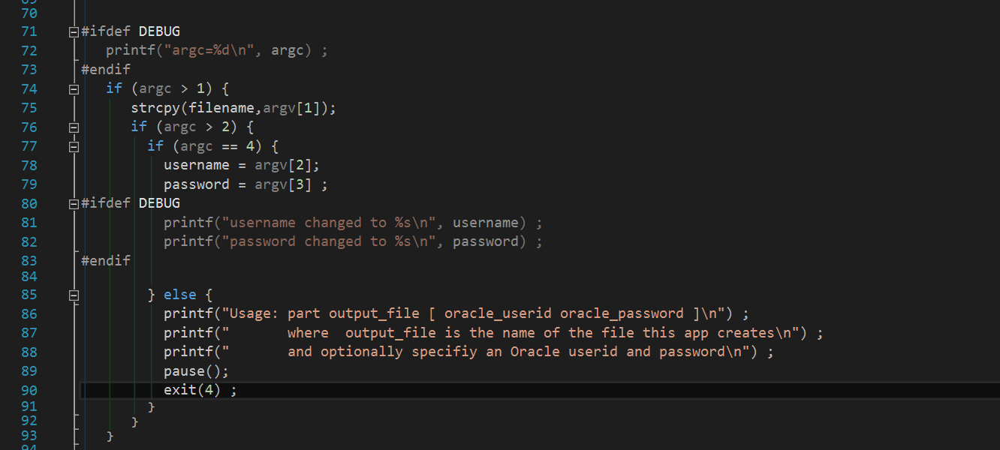 70
71 #ifdef DEBUG
72 printf("argc=%d\n", argc) ;
73 #endif
74 if (argc > 1) {
75 strcpy(filename,argv[1]);
76 if (argc > 2) {
77 if (argc == 4) {
78 username = argv[2];
79 password = argv[3] ;
80 #ifdef DEBUG
81 printf("username changed to %s\n", username) ;
82 printf("password changed to %s\n", password) ;
83 #endif
84
85 } else {
86 printf("Usage: part output_file [ oracle_userid oracle_password ]\n") ;
87 printf("       where  output_file is the name of the file this app creates\n") ;
88 printf("       and optionally specifiy an Oracle userid and password\n") ;
89 pause();
90 exit(4) ;
91 }
92 }
93 }